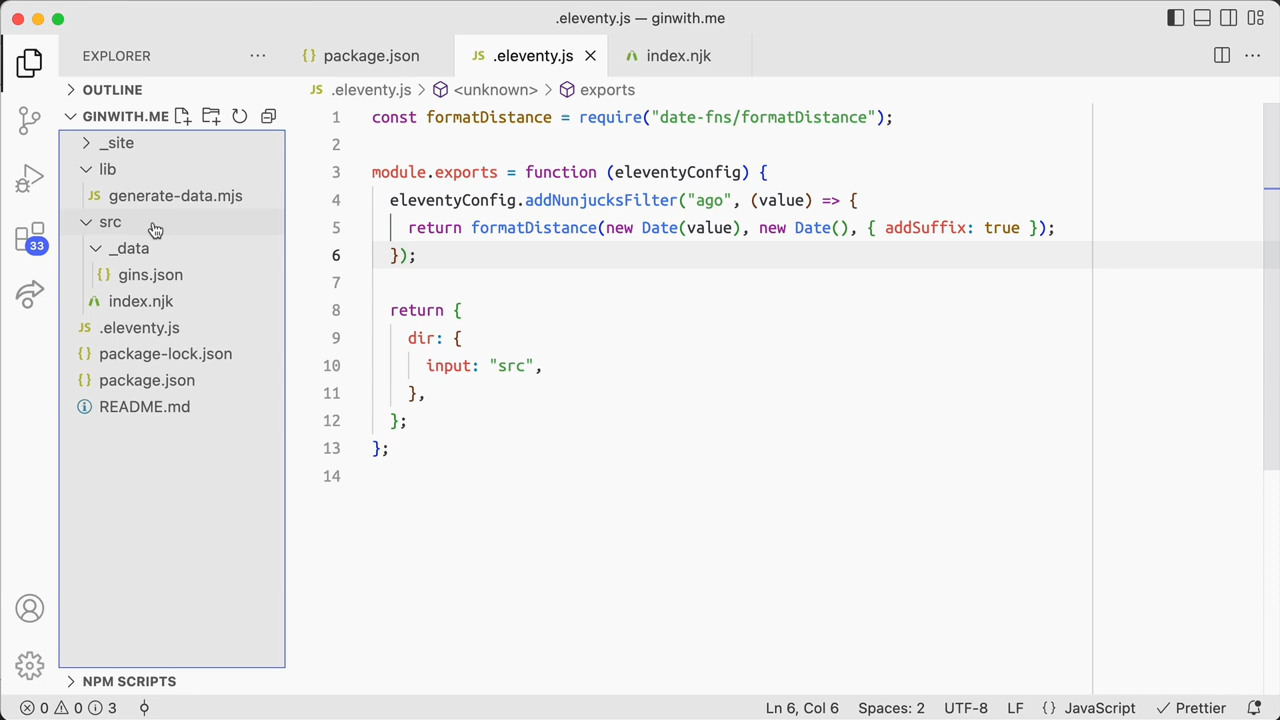 .eleventy.js — ginwith.me
EXPLORER
package.json
.eleventy.js
index.njk
OUTLINE
.eleventy.js > <unknown> > exports
GINWITH.ME
_site
lib
generate-data.mjs
src
_data
gins.json
index.njk
.eleventy.js
package-lock.json
package.json
README.md
NPM SCRIPTS
33
1 const formatDistance = require("date-fns/formatDistance");
2
3 module.exports = function (eleventyConfig) {
4 eleventyConfig.addNunjucksFilter("ago", (value) => {
5 return formatDistance(new Date(value), new Date(), { addSuffix: true });
6 });
7
8 return {
9 dir: {
10 input: "src",
11 },
12 };
13 };
14
0 0 3 Ln 6, Col 6 Spaces: 2 UTF-8 LF {} JavaScript Prettier